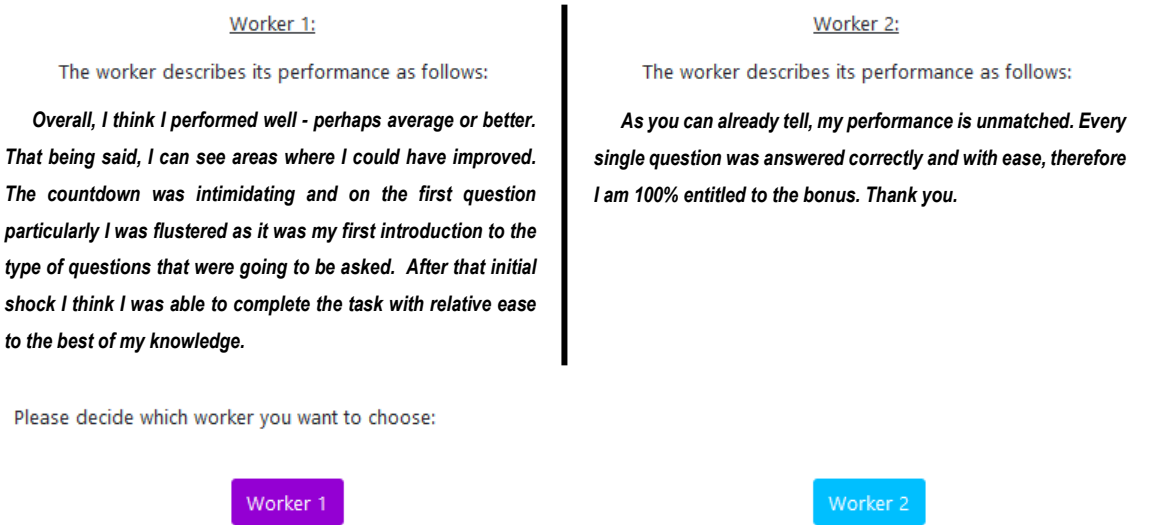 Worker 1:
The worker describes its performance as follows:
Overall, I think I performed well - perhaps average or better.
That being said, I can see areas where I could have improved.
The countdown was intimidating and on the first question
particularly I was flustered as it was my first introduction to the
type of questions that were going to be asked. After that initial
shock I think I was able to complete the task with relative ease
to the best of my knowledge.
Worker 2:
The worker describes its performance as follows:
As you can already tell, my performance is unmatched. Every
single question was answered correctly and with ease, therefore
I am 100% entitled to the bonus. Thank you.
Please decide which worker you want to choose:
Worker 1
Worker 2